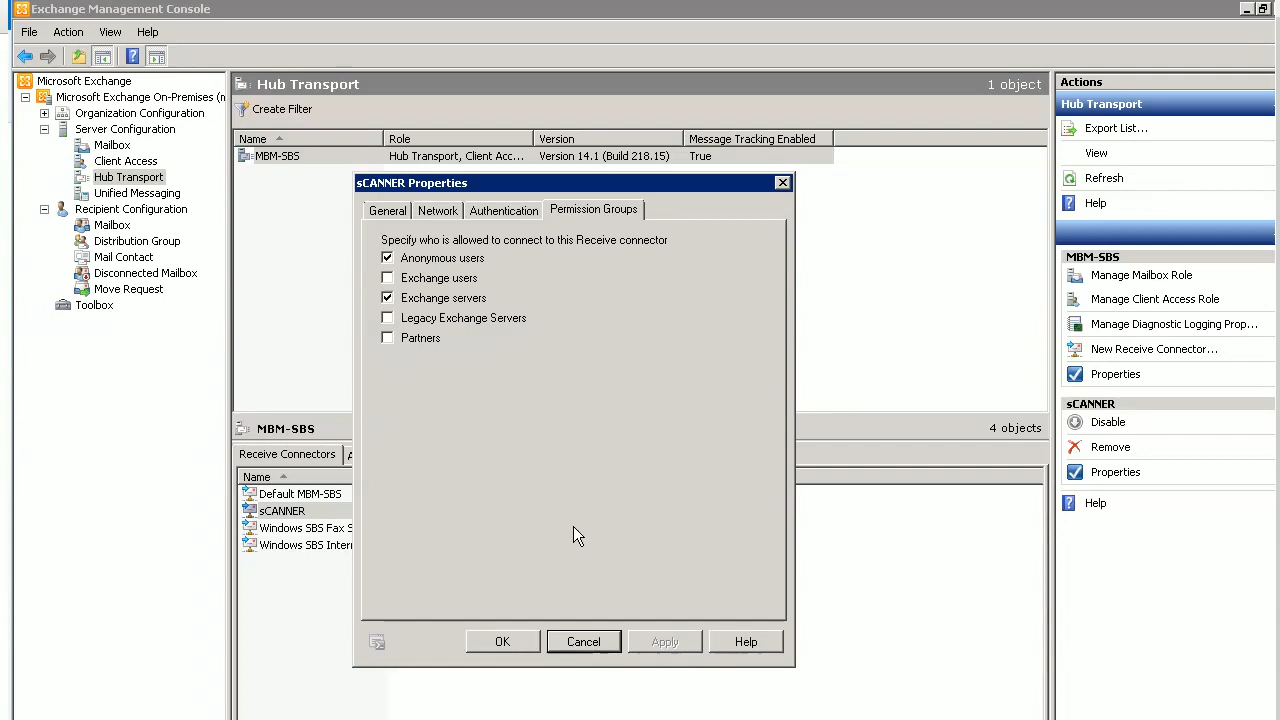 Exchange Management Console
File Action View Help
Microsoft Exchange
Microsoft Exchange On-Premises (n
Organization Configuration
Server Configuration
Mailbox
Client Access
Hub Transport
Unified Messaging
Recipient Configuration
Mailbox
Distribution Group
Mail Contact
Disconnected Mailbox
Move Request
Toolbox
Hub Transport 1 object
Create Filter
Name Role Version Message Tracking Enabled
MBM-SBS Hub Transport, Client Acc... Version 14.1 (Build 218.15) True
sCANNER Properties
General Network Authentication Permission Groups
Specify who is allowed to connect to this Receive connector
Anonymous users
Exchange users
Exchange servers
Legacy Exchange Servers
Partners
OK Cancel Apply Help
MBM-SBS 4 objects
Receive Connectors
Name
Default MBM-SBS
sCANNER
Windows SBS Fax S
Windows SBS Inter
Actions
Hub Transport
Export List...
View
Refresh
Help
MBM-SBS
Manage Mailbox Role
Manage Client Access Role
Manage Diagnostic Logging Prop...
New Receive Connector...
Properties
sCANNER
Disable
Remove
Properties
Help